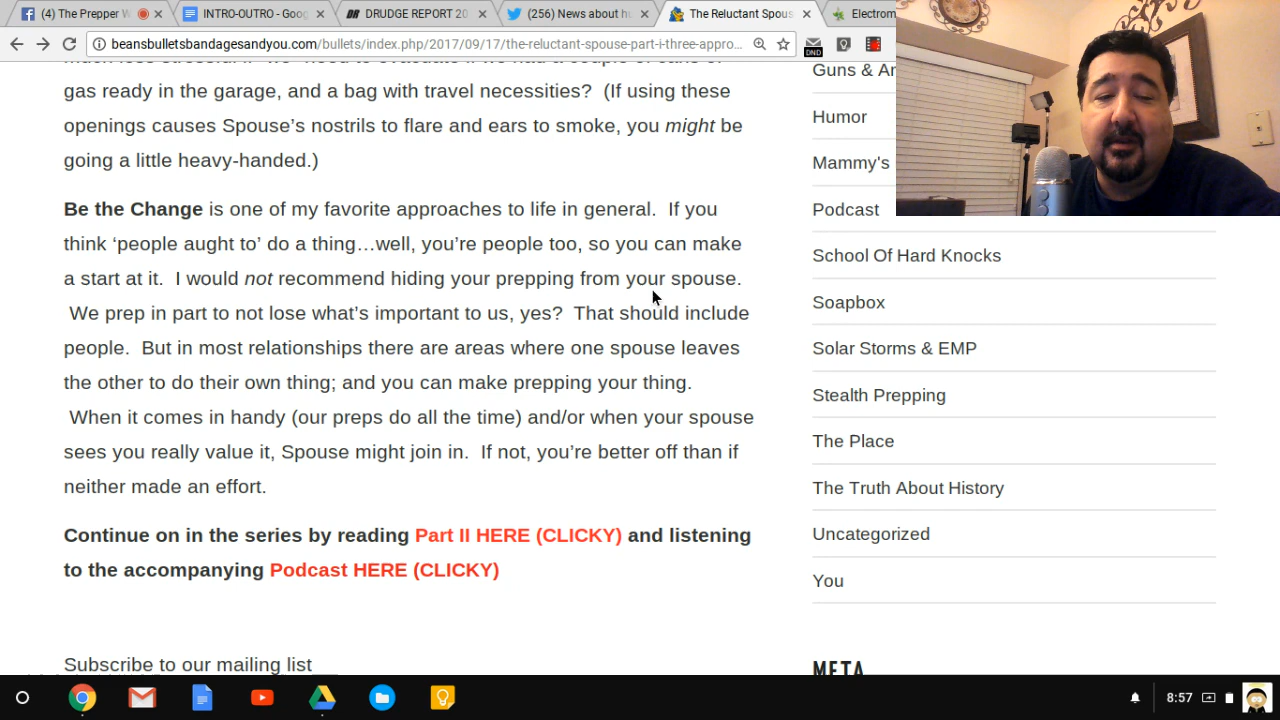 (4) The Prepper W
INTRO-OUTRO - Goog
DRUDGE REPORT 20
(256) News about hu
The Reluctant Spous
Electrom
beansbulletsbandagesandyou.com/bullets/index.php/2017/09/17/the-reluctant-spouse-part-i-three-appro...
DND
gas ready in the garage, and a bag with travel necessities? (If using these
openings causes Spouse’s nostrils to flare and ears to smoke, you might be
going a little heavy-handed.)
Be the Change is one of my favorite approaches to life in general. If you
think ‘people aught to’ do a thing…well, you’re people too, so you can make
a start at it. I would not recommend hiding your prepping from your spouse.
We prep in part to not lose what’s important to us, yes? That should include
people. But in most relationships there are areas where one spouse leaves
the other to do their own thing; and you can make prepping your thing.
When it comes in handy (our preps do all the time) and/or when your spouse
sees you really value it, Spouse might join in. If not, you’re better off than if
neither made an effort.
Continue on in the series by reading Part II HERE (CLICKY) and listening
to the accompanying Podcast HERE (CLICKY)
Subscribe to our mailing list
Guns & Ar
Humor
Mammy's
Podcast
School Of Hard Knocks
Soapbox
Solar Storms & EMP
Stealth Prepping
The Place
The Truth About History
Uncategorized
You
META
8:57